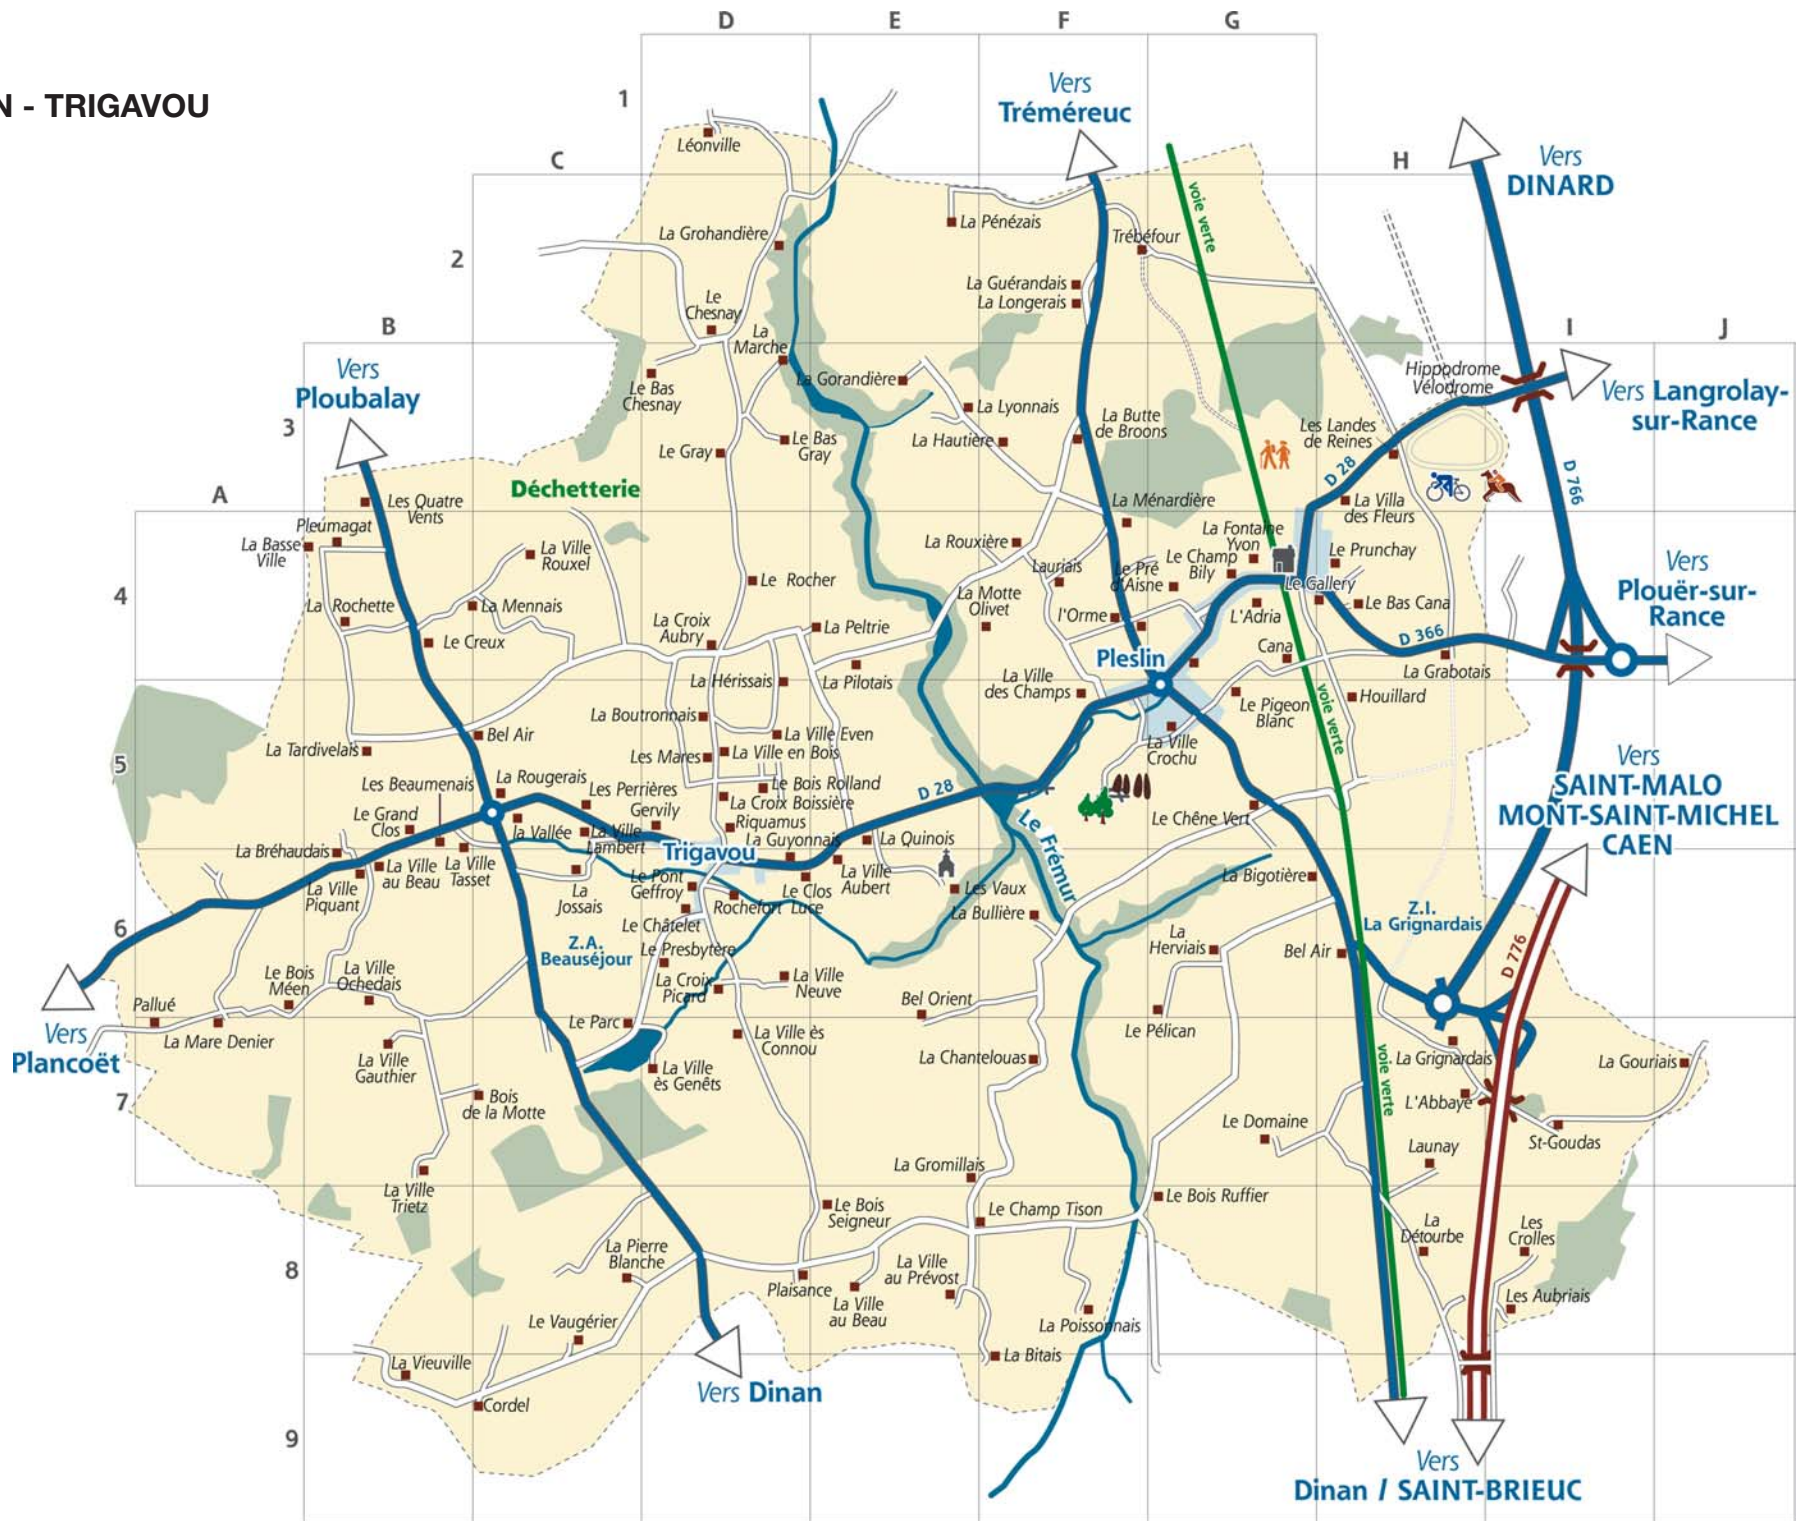 D
E
F
G
1
N - TRIGAVOU
Vers
Tréméreuc
Léonville
C
H
Vers
DINARD
voie verte
La Pénézais
La Grohandière
Trébéfour
2
La Guérandais
La Longerais
Le
Chesnay
La
Marche
B
I
J
Vers
Ploubalay
Le Bas
Chesnay
La Gorandière
Hippodrome
Vélodrome
Vers Langrolay-
sur-Rance
La Lyonnais
La Butte
de Broons
3
Le Gray
Le Bas
Gray
La Hautière
Les Landes
de Reines
D 28
D 766
A
Déchetterie
Les Quatre
Vents
La Ménardière
La Villa
des Fleurs
Pleumagat
La Basse
Ville
La Ville
Rouxel
La Rouxière
La Fontaine
Yvon
Le Champ
Bily
Le Prunchay
Vers
Plouër-sur-
Rance
Lauriais
Le Pré
d'Aisne
Le Gallery
4
Le Rocher
La Motte
Olivet
La Rochette
La Mennais
l'Orme
L'Adria
Le Bas Cana
La Croix
Aubry
La Peltrie
Le Creux
D 366
Pleslin
Cana
La Grabotais
La Hérissais
La Pilotais
La Ville
des Champs
Houillard
Le Pigeon
Blanc
voie verte
La Boutronnais
Bel Air
La Ville Even
La Tardivelais
Les Mares
La Ville en Bois
La Ville
Crochu
Vers
SAINT-MALO
MONT-SAINT-MICHEL
CAEN
5
Les Beaumenais
La Rougerais
Les Perrières
Le Bois Rolland
D 28
Le Grand
Clos
Gervily
La Croix Boissière
Riquamus
Le Chêne Vert
la Vallée
La Ville
Lambert
La Guyonnais
La Quinois
Le Frémur
Trigavou
La Bréhaudais
La Ville
au Beau
La Ville
Tasset
La Ville
Piquant
La
Jossais
Le Pont
Geffroy
Rochefort
Le Clos
Luce
La Ville
Aubert
Les Vaux
La Bigotière
La Bullière
Z.I.
La Grignardais
6
Le Châtelet
Z.A.
Beauséjour
Le Presbytère
La
Herviais
Bel Air
D 776
La Croix
Picard
La Ville
Neuve
Le Bois
Méen
La Ville
Ochedais
Bel Orient
Pallué
Le Pélican
Vers
Plancoët
La Mare Denier
Le Parc
La Ville ès
Connou
La Ville
Gauthier
La Chantelouas
La Grignardais
La Gouriais
voie verte
La Ville
ès Genêts
7
Bois
de la Motte
L'Abbaye
Le Domaine
St-Goudas
Launay
La Gromillais
La Ville
Trietz
Le Bois
Seigneur
Le Champ Tison
Le Bois Ruffier
La
Détourbe
Les
Crolles
La Pierre
Blanche
8
Plaisance
La Ville
au Prévost
La Ville
au Beau
Les Aubriais
Le Vaugérier
La Poissonnais
La Vieuville
La Bitais
Vers Dinan
Cordel
9
Vers
Dinan / SAINT-BRIEUC